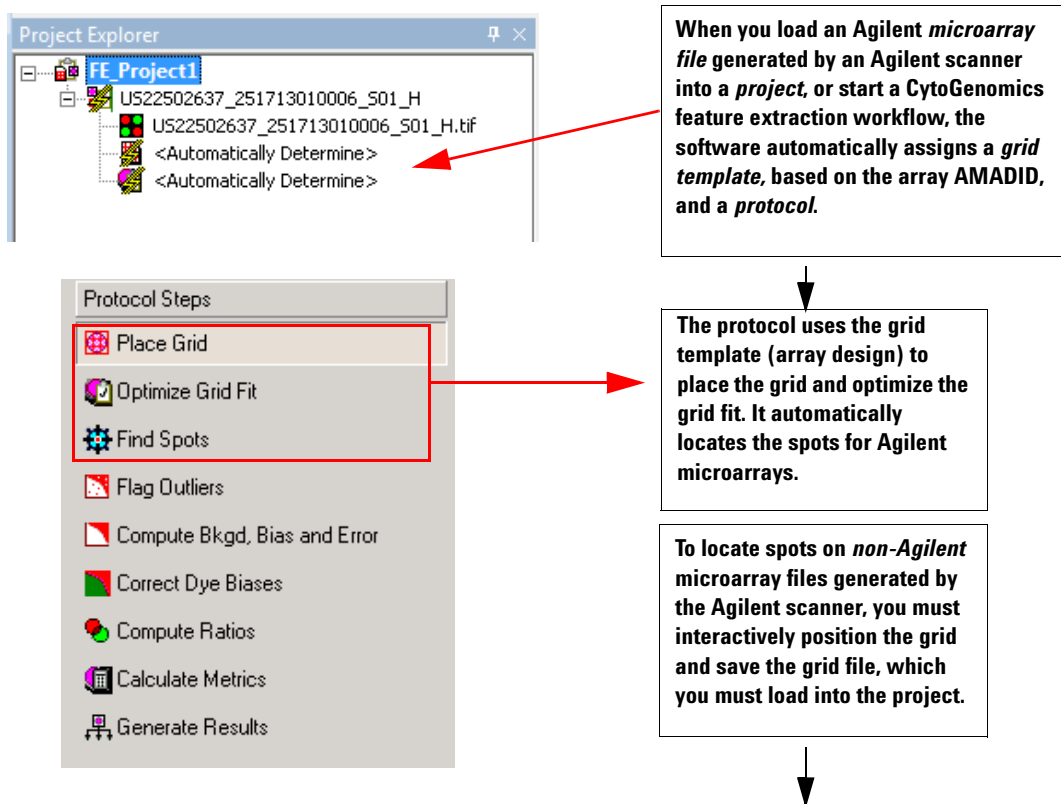 Project Explorer
FE_Project1
US22502637_251713010006_S01_H
US22502637_251713010006_S01_H.tif
<Automatically Determine>
<Automatically Determine>
When you load an Agilent microarray
file generated by an Agilent scanner
into a project, or start a CytoGenomics
feature extraction workflow, the
software automatically assigns a grid
template, based on the array AMADID,
and a protocol.
Protocol Steps
Place Grid
Optimize Grid Fit
Find Spots
Flag Outliers
Compute Bkgd, Bias and Error
Correct Dye Biases
Compute Ratios
Calculate Metrics
Generate Results
The protocol uses the grid
template (array design) to
place the grid and optimize the
grid fit. It automatically
locates the spots for Agilent
microarrays.
To locate spots on non-Agilent
microarray files generated by
the Agilent scanner, you must
interactively position the grid
and save the grid file, which
you must load into the project.